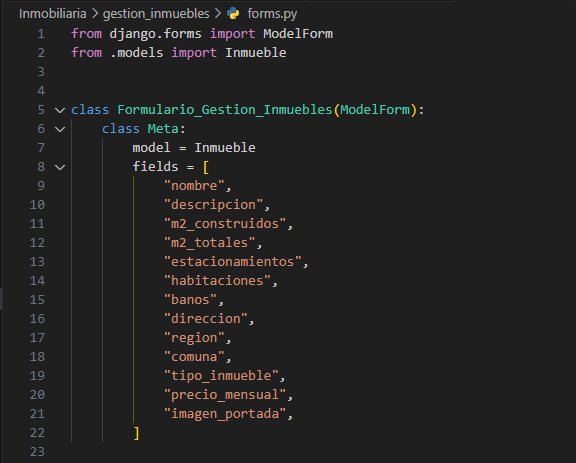 Inmobiliaria > gestion_inmuebles > forms.py
1 from django.forms import ModelForm
2 from .models import Inmueble
3
4
5 class Formulario_Gestion_Inmuebles(ModelForm):
6     class Meta:
7         model = Inmueble
8         fields = [
9             "nombre",
10             "descripcion",
11             "m2_construidos",
12             "m2_totales",
13             "estacionamientos",
14             "habitaciones",
15             "banos",
16             "direccion",
17             "region",
18             "comuna",
19             "tipo_inmueble",
20             "precio_mensual",
21             "imagen_portada",
22         ]
23